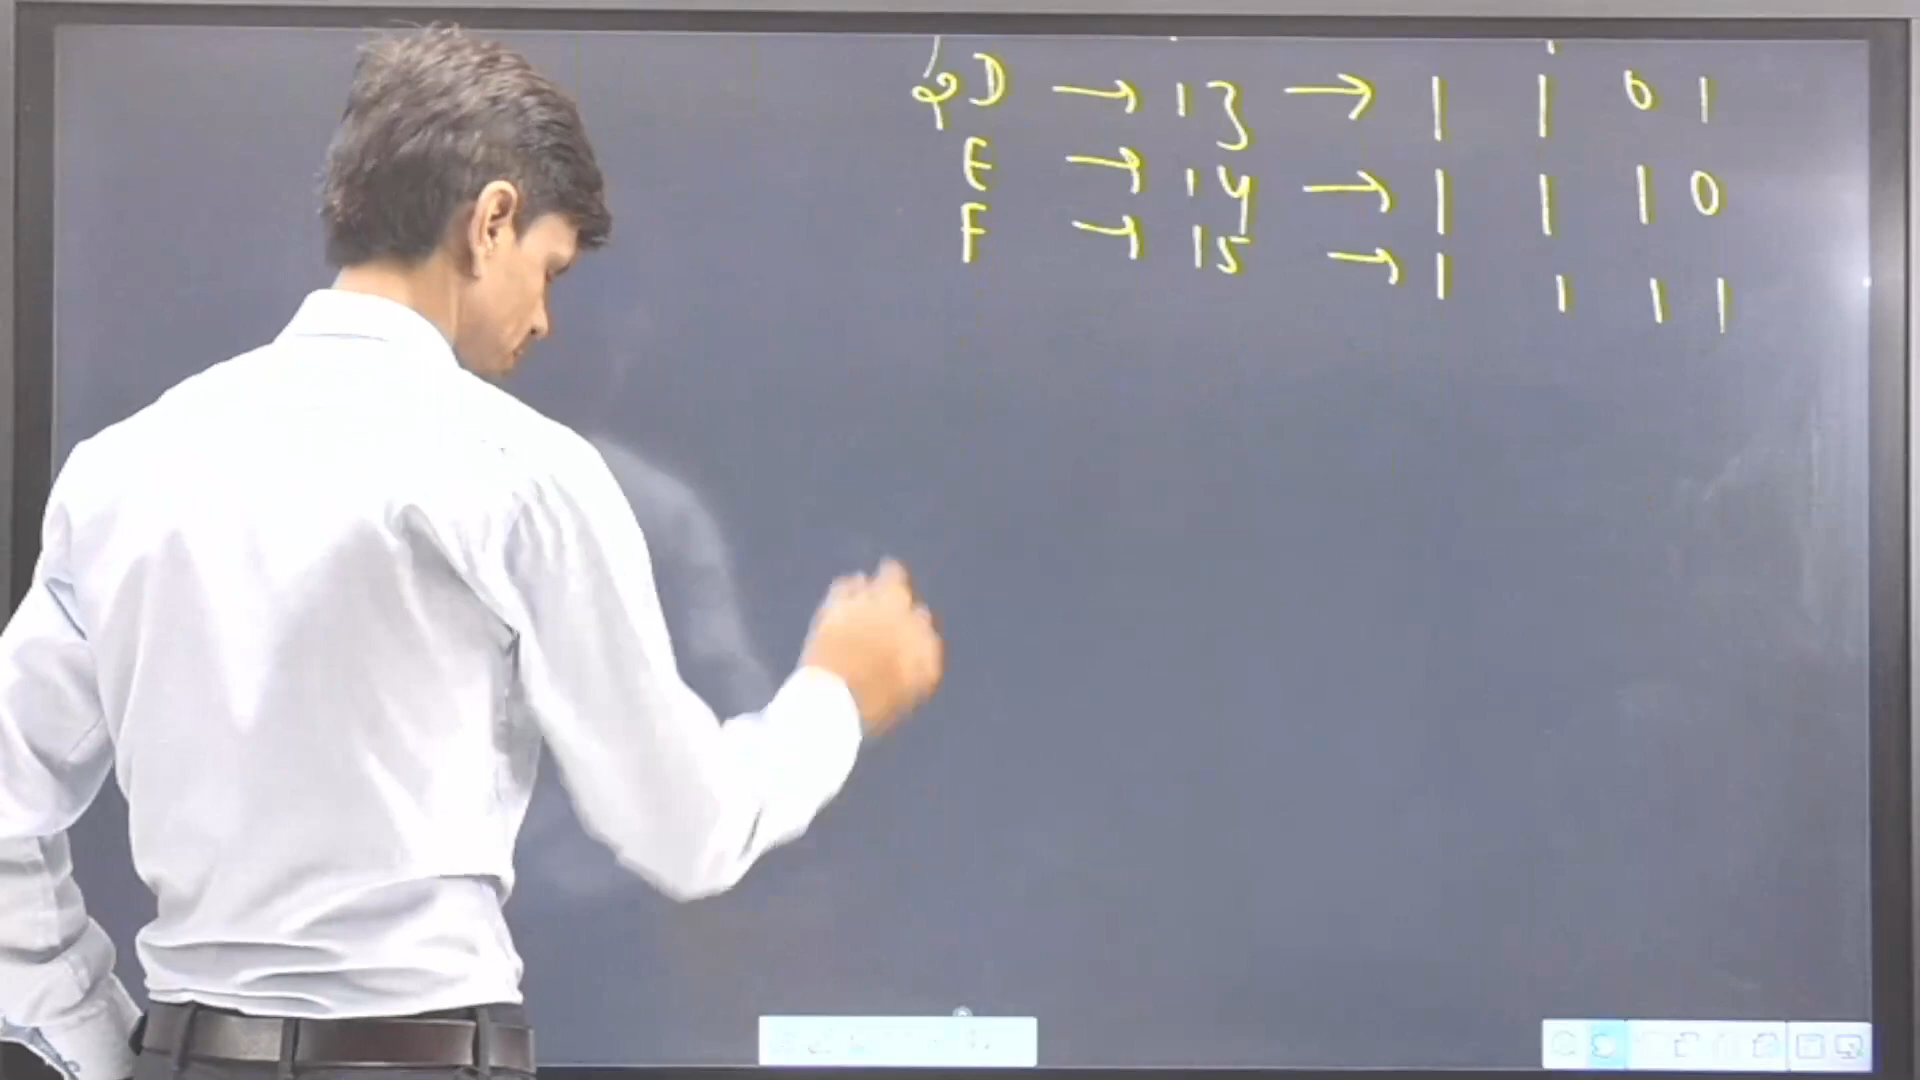 D → 13 → 1 1 0 1
E → 14 → 1 1 1 0
F → 15 → 1 1 1 1